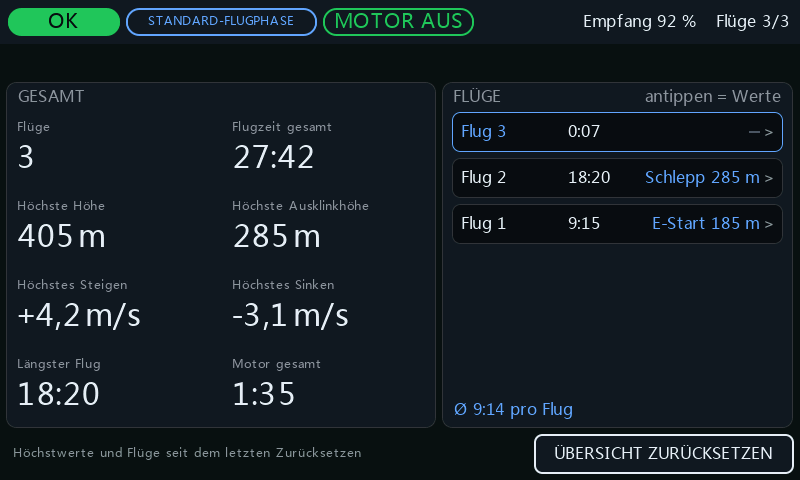 OK STANDARD-FLUGPHASE MOTOR AUS Empfang 92 % Flüge 3/3
GESAMT
Flüge Flugzeit gesamt
3 27:42
Höchste Höhe Höchste Ausklinkhöhe
405 m 285 m
Höchstes Steigen Höchstes Sinken
+4,2 m/s -3,1 m/s
Längster Flug Motor gesamt
18:20 1:35
FLÜGE antippen = Werte
Flug 3 0:07 — >
Flug 2 18:20 Schlepp 285 m >
Flug 1 9:15 E-Start 185 m >
Ø 9:14 pro Flug
Höchstwerte und Flüge seit dem letzten Zurücksetzen
ÜBERSICHT ZURÜCKSETZEN